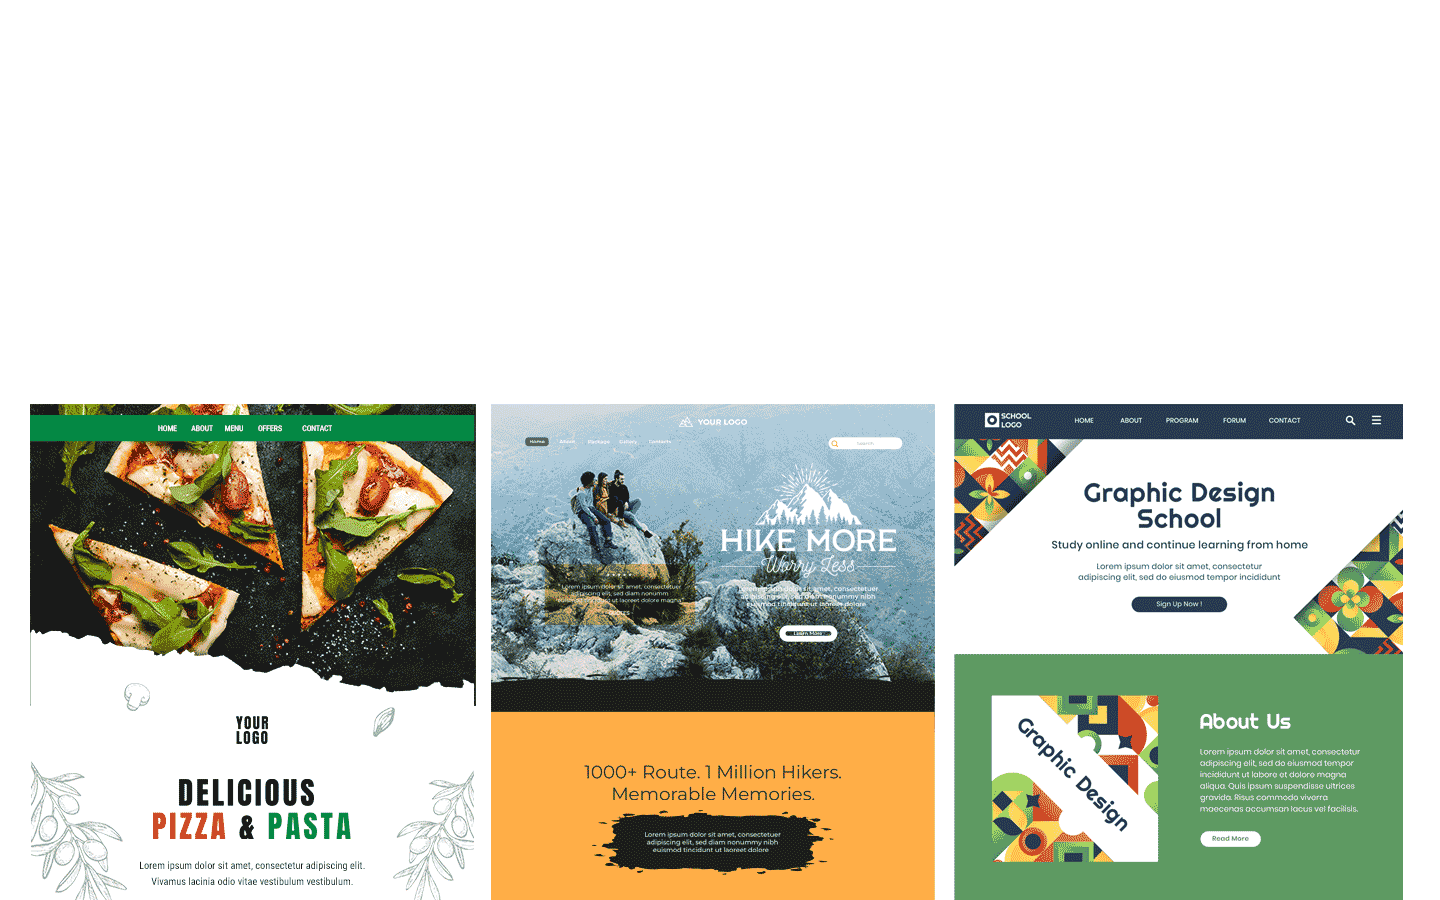 HOME ABOUT MENU OFFERS CONTACT
YOUR
LOGO
DELICIOUS
PIZZA & PASTA
Lorem ipsum dolor sit amet, consectetur adipiscing elit.
Vivamus lacinia odio vitae vestibulum vestibulum.
YOUR LOGO
Home About Gallery Contacts
Search
HIKE MORE
Worry Less
Lorem ipsum dolor sit amet, consectetuer
adipiscing elit, sed diam nonummy nibh
euismod tincidunt ut laoreet dolore
Learn More
Lorem ipsum dolor sit amet, consectetuer
adipiscing elit, sed diam nonumm
euismod tincidunt ut laoreet dolore magna
1000+ Route. 1 Million Hikers.
Memorable Memories.
Lorem ipsum dolor sit amet, consectetuer
adipiscing elit, sed diam nonummy nibh
euismod tincidunt ut laoreet dolore
SCHOOL
LOGO
HOME ABOUT PROGRAM FORUM CONTACT
Graphic Design
School
Study online and continue learning from home
Lorem ipsum dolor sit amet, consectetur
adipiscing elit, sed do eiusmod tempor incididunt
Sign Up Now !
Graphic Design
About Us
Lorem ipsum dolor sit amet, consectetur
adipiscing elit, sed do eiusmod tempor
incididunt ut labore et dolore magna
aliqua. Quis ipsum suspendisse ultrices
gravida. Risus commodo viverra
maecenas accumsan lacus vel facilisis.
Read More